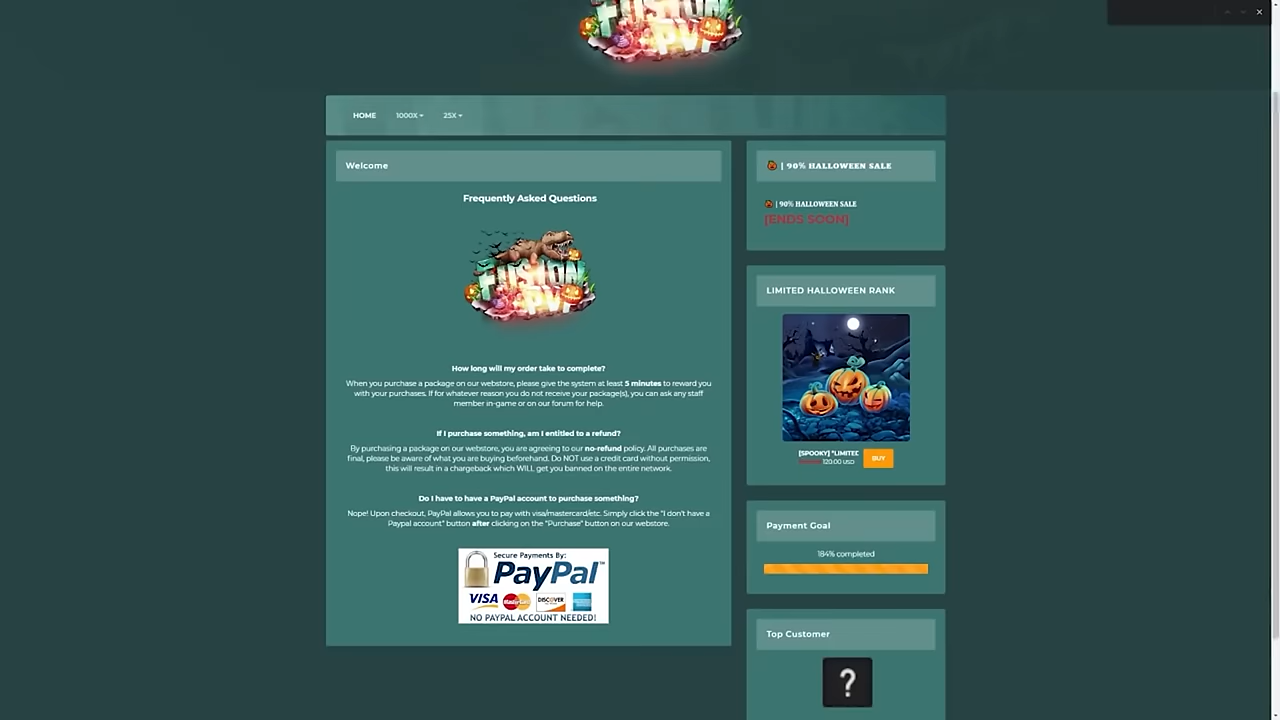 FUSION
PVP
HOME
1000X
25X
Welcome
Frequently Asked Questions
FUSION
PVP
How long will my order take to complete?
When you purchase a package on our webstore, please give the system at least 5 minutes to reward you
with your purchases. If for whatever reason you do not receive your package(s), you can ask any staff
member in-game or on our forum for help.
If I purchase something, am I entitled to a refund?
By purchasing a package on our webstore, you are agreeing to our no-refund policy. All purchases are
final, please be aware of what you are buying beforehand. Do NOT use a credit card without permission,
this will result in a chargeback which WILL get you banned on the entire network.
Do I have to have a PayPal account to purchase something?
Nope! Upon checkout, PayPal allows you to pay with visa/mastercard/etc. Simply click the "I don't have a
Paypal account" button after clicking on the "Purchase" button on our webstore.
Secure Payments By:
PayPal™
VISA
MasterCard
DISCOVER
NO PAYPAL ACCOUNT NEEDED!
| 90% HALLOWEEN SALE
| 90% HALLOWEEN SALE
[ENDS SOON]
LIMITED HALLOWEEN RANK
[SPOOKY] *LIMITEE
120.00 USD
BUY
Payment Goal
184% completed
Top Customer
?